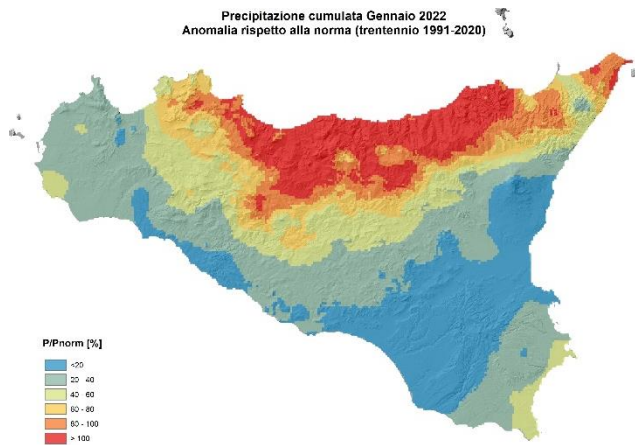 Precipitazione cumulata Gennaio 2022
Anomalia rispetto alla norma (trentennio 1991-2020)
P/Pnorm [%]
<20
20 - 40
40 - 60
60 - 80
80 - 100
> 100